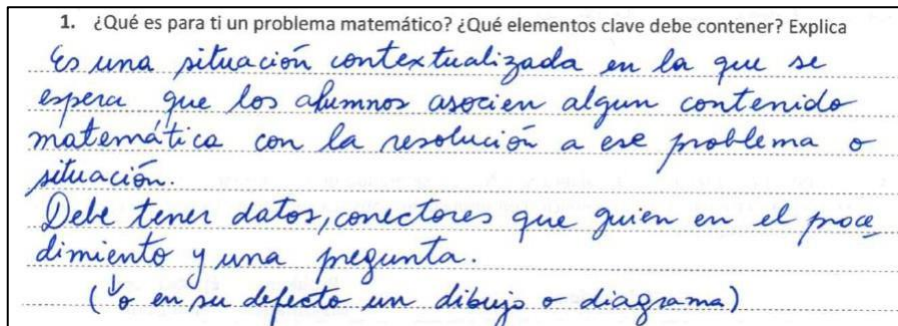 1. ¿Qué es para ti un problema matemático? ¿Qué elementos clave debe contener? Explica
Es una situación contextualizada en la que se
espera que los alumnos asocien algun contenido
matemática con la resolución a ese problema o
situación.
Debe tener datos, conectores que guien en el proce
dimiento y una pregunta.
(↓o en su defecto un dibujo o diagrama)